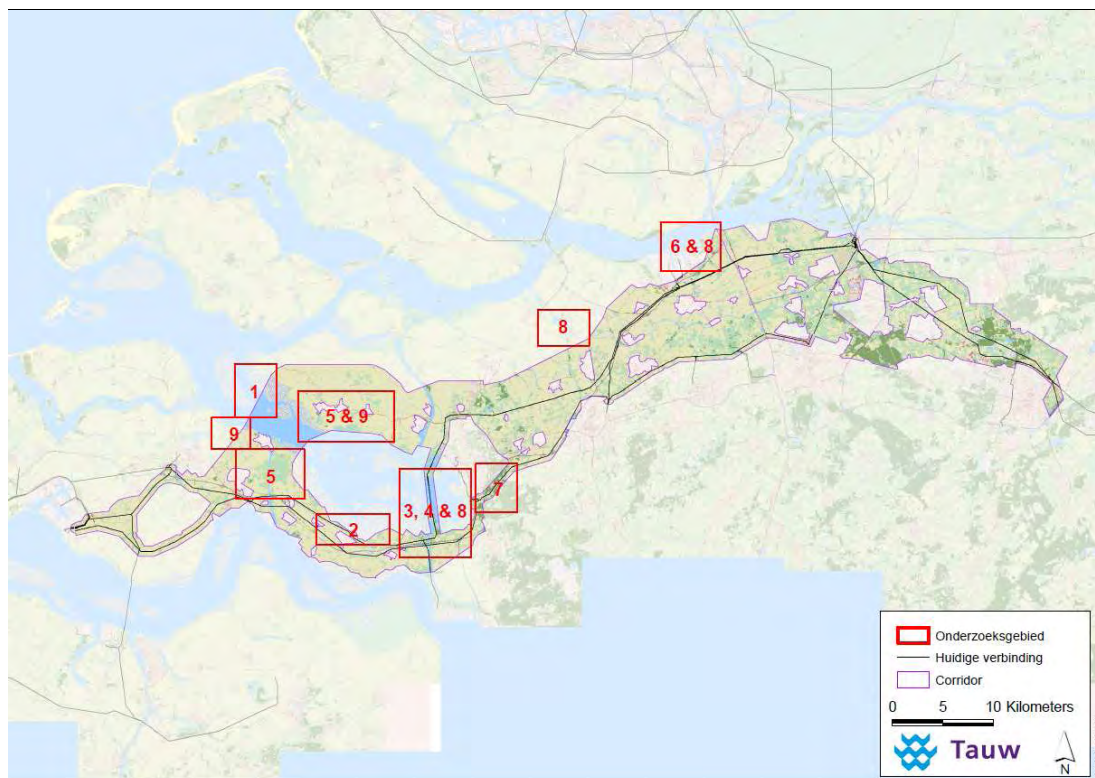 6 & 8
8
1
5 & 9
9
5
3, 4 & 8
7
2
Onderzoeksgebied
Huidige verbinding
Corridor
0 5 10 Kilometers
Tauw
N